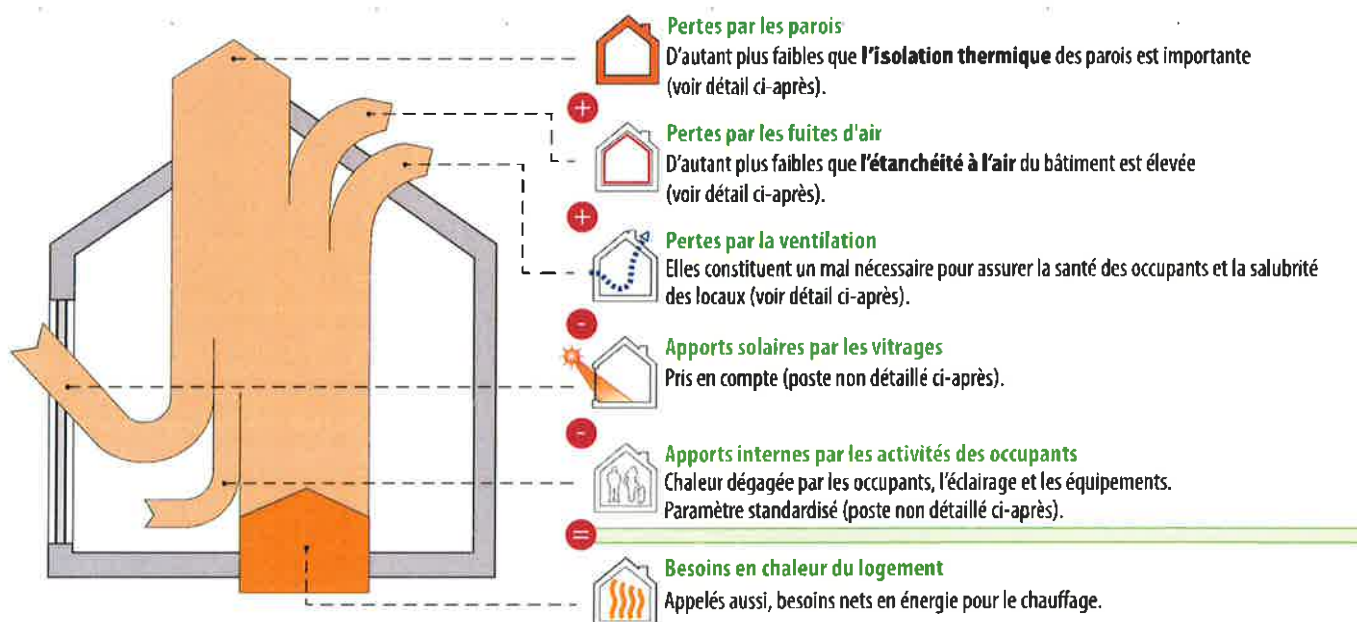 Pertes par les parois
D'autant plus faibles que l'isolation thermique des parois est importante
(voir détail ci-après).
+
Pertes par les fuites d'air
D'autant plus faibles que l'étanchéité à l'air du bâtiment est élevée
(voir détail ci-après).
+
Pertes par la ventilation
Elles constituent un mal nécessaire pour assurer la santé des occupants et la salubrité
des locaux (voir détail ci-après).
-
Apports solaires par les vitrages
Pris en compte (poste non détaillé ci-après).
-
Apports internes par les activités des occupants
Chaleur dégagée par les occupants, l'éclairage et les équipements.
Paramètre standardisé (poste non détaillé ci-après).
=
Besoins en chaleur du logement
Appelés aussi, besoins nets en énergie pour le chauffage.